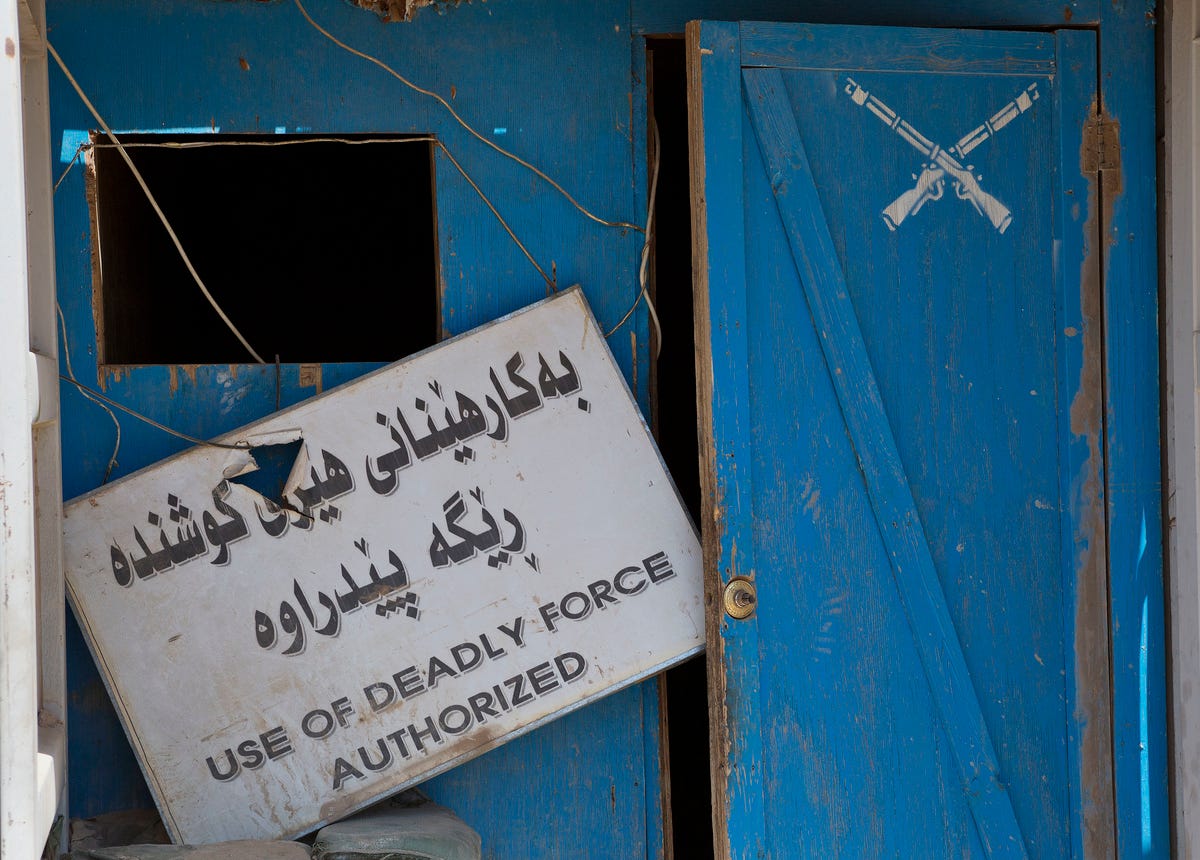 بەکارهێنانی هێزی کوشندە
ڕێگە پێدراوە
USE OF DEADLY FORCE
AUTHORIZED